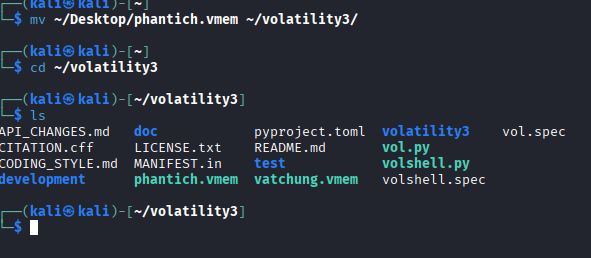 └─$ mv ~/Desktop/phantich.vmem ~/volatility3/
┌──(kali㉿kali)-[~]
└─$ cd ~/volatility3
┌──(kali㉿kali)-[~/volatility3]
└─$ ls
API_CHANGES.md doc pyproject.toml volatility3 vol.spec
CITATION.cff LICENSE.txt README.md vol.py
CODING_STYLE.md MANIFEST.in test volshell.py
development phantich.vmem vatchung.vmem volshell.spec
┌──(kali㉿kali)-[~/volatility3]
└─$